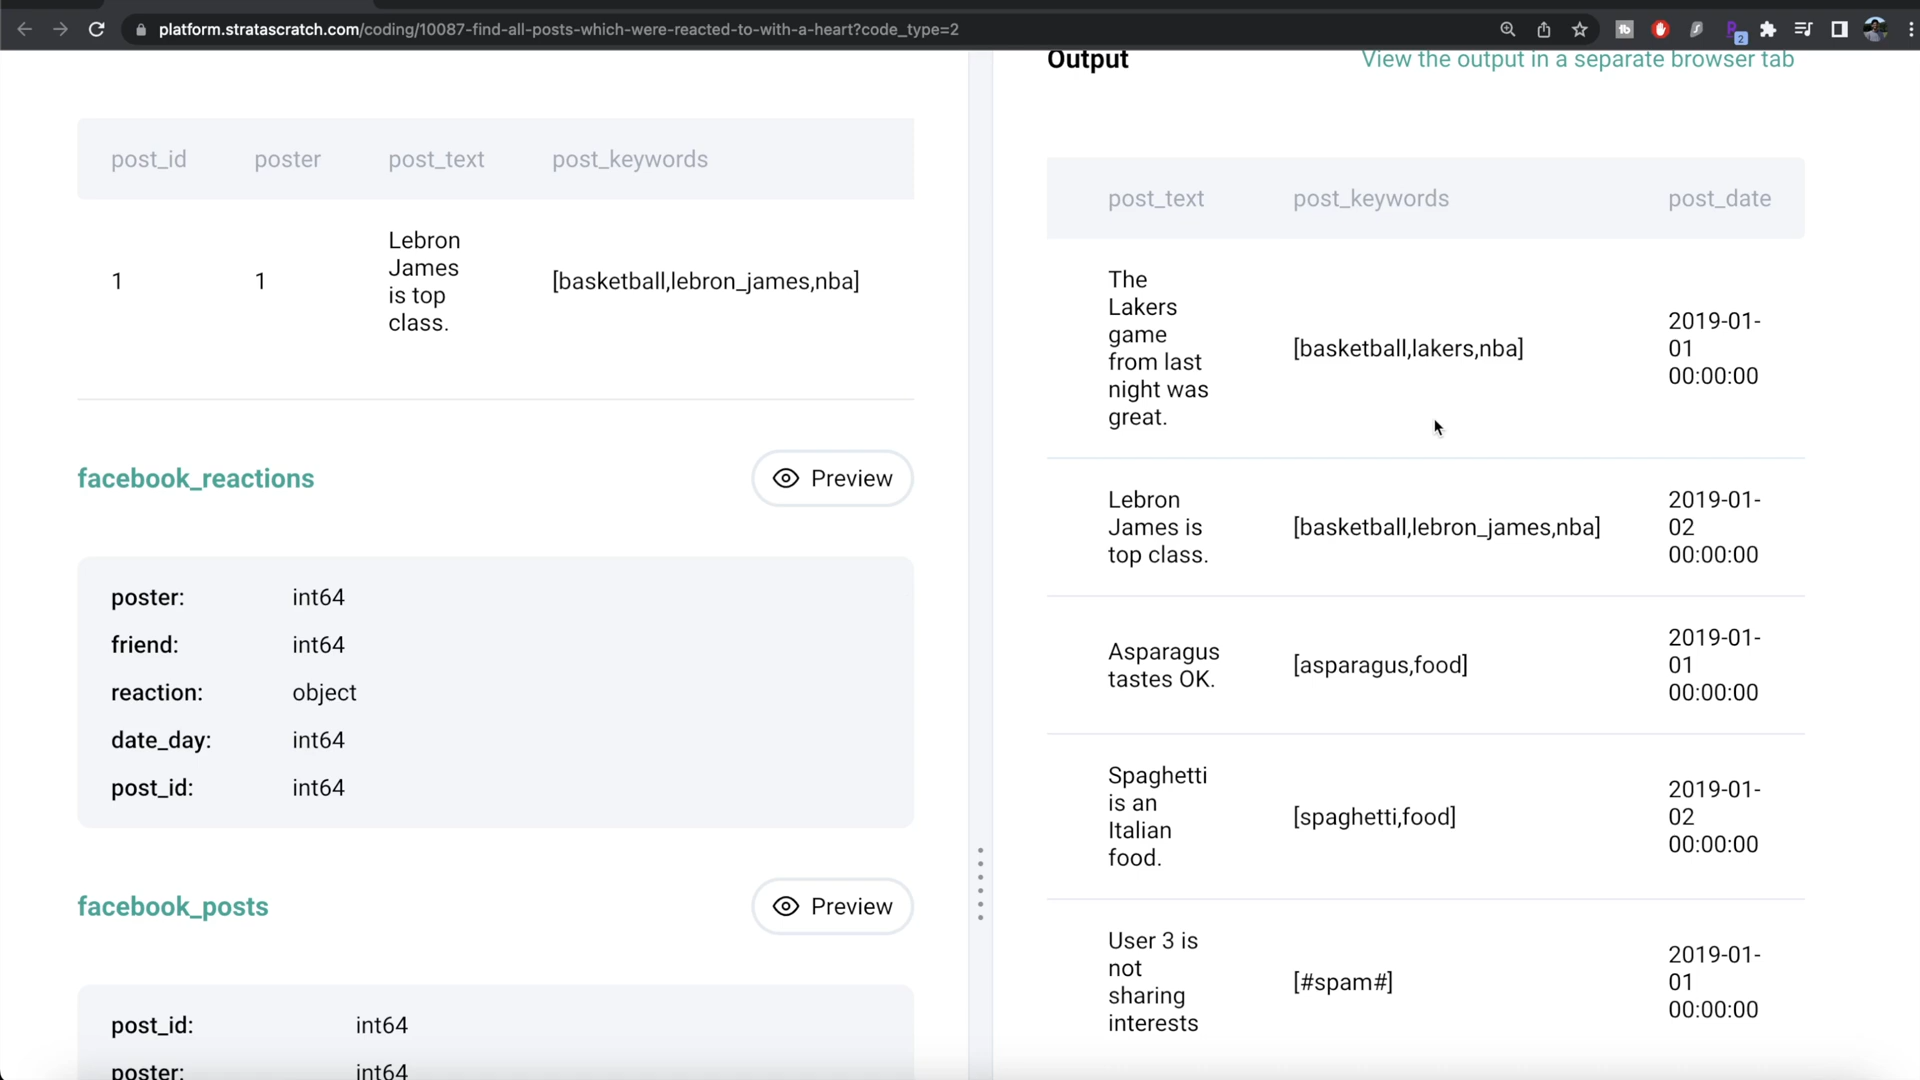 platform.stratascratch.com/coding/10087-find-all-posts-which-were-reacted-to-with-a-heart?code_type=2
tb
2
post_id poster post_text post_keywords
1 1 Lebron James is top class. [basketball,lebron_james,nba]
facebook_reactions
Preview
poster: int64
friend: int64
reaction: object
date_day: int64
post_id: int64
facebook_posts
Preview
post_id: int64
poster: int64
Output
View the output in a separate browser tab
post_text post_keywords post_date
The
Lakers
game
from last
night was
great.
[basketball,lakers,nba]
2019-01-
01
00:00:00
Lebron
James is
top class.
[basketball,lebron_james,nba]
2019-01-
02
00:00:00
Asparagus
tastes OK.
[asparagus,food]
2019-01-
01
00:00:00
Spaghetti
is an
Italian
food.
[spaghetti,food]
2019-01-
02
00:00:00
User 3 is
not
sharing
interests
[#spam#]
2019-01-
01
00:00:00